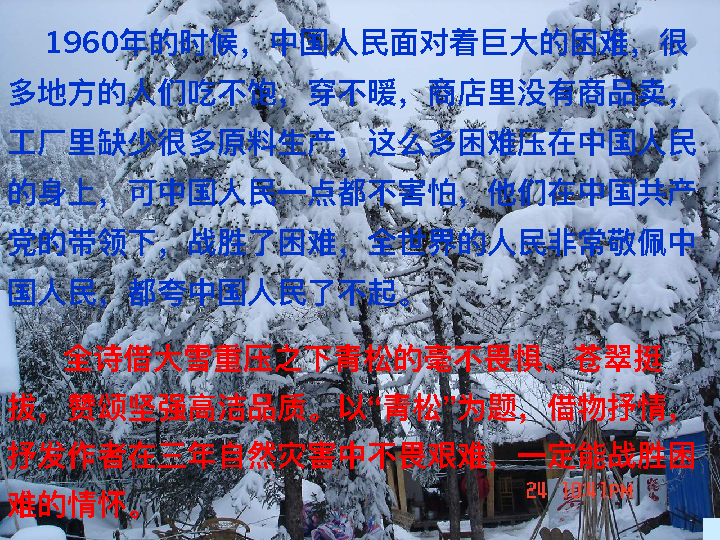 1960年的时候，中国人民面对着巨大的困难，很
多地方的人们吃不饱，穿不暖，商店里没有商品卖，
工厂里缺少很多原料生产，这么多困难压在中国人民
的身上，可中国人民一点都不害怕，他们在中国共产
党的带领下，战胜了困难，全世界的人民非常敬佩中
国人民，都夸中国人民了不起。
全诗借大雪重压之下青松的毫不畏惧、苍翠挺
拔，赞颂坚强高洁品质。以“青松”为题，借物抒情，
抒发作者在三年自然灾害中不畏艰难，一定能战胜困
难的情怀。
24 10:47PM